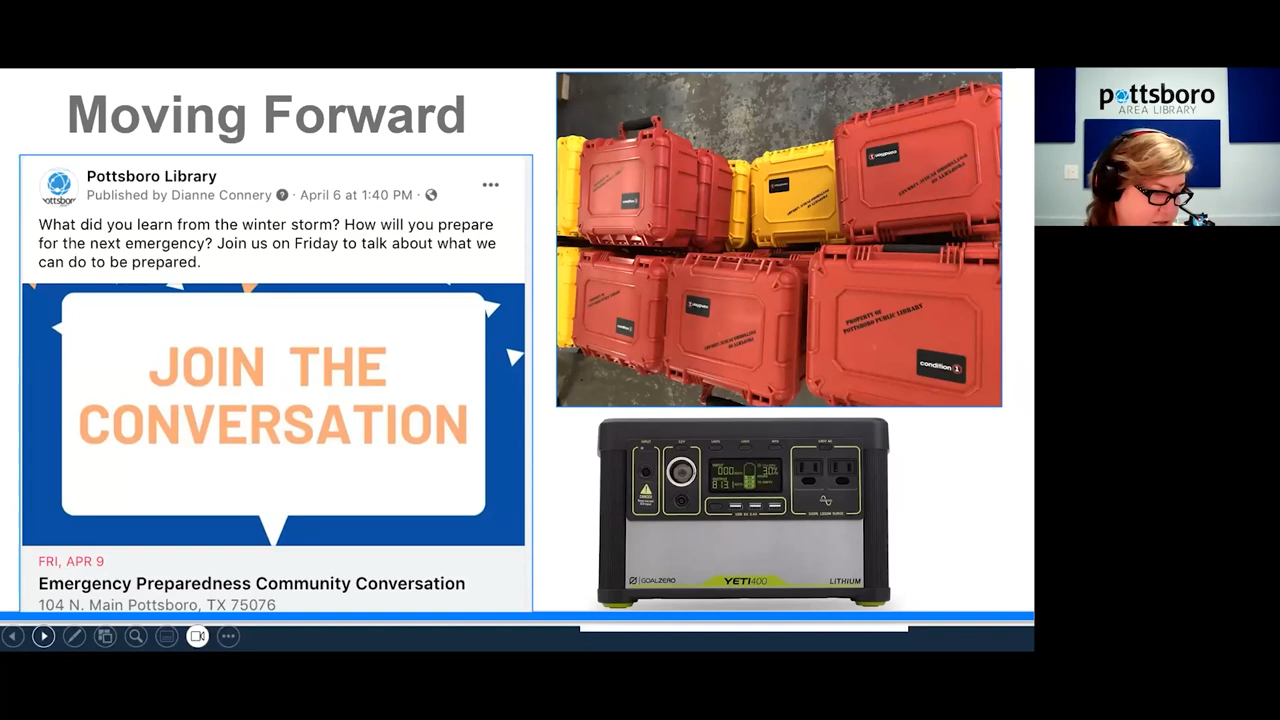 Moving Forward
Pottsboro Library
Published by Dianne Connery · April 6 at 1:40 PM ·
What did you learn from the winter storm? How will you prepare
for the next emergency? Join us on Friday to talk about what we
can do to be prepared.
JOIN THE
CONVERSATION
FRI, APR 9
Emergency Preparedness Community Conversation
104 N. Main Pottsboro, TX 75076
PROPERTY OF
POTTSBORO PUBLIC LIBRARY
condition 1
INPUT
DANGER
GOALZERO
YETI400
LITHIUM
pottsboro
AREA LIBRARY